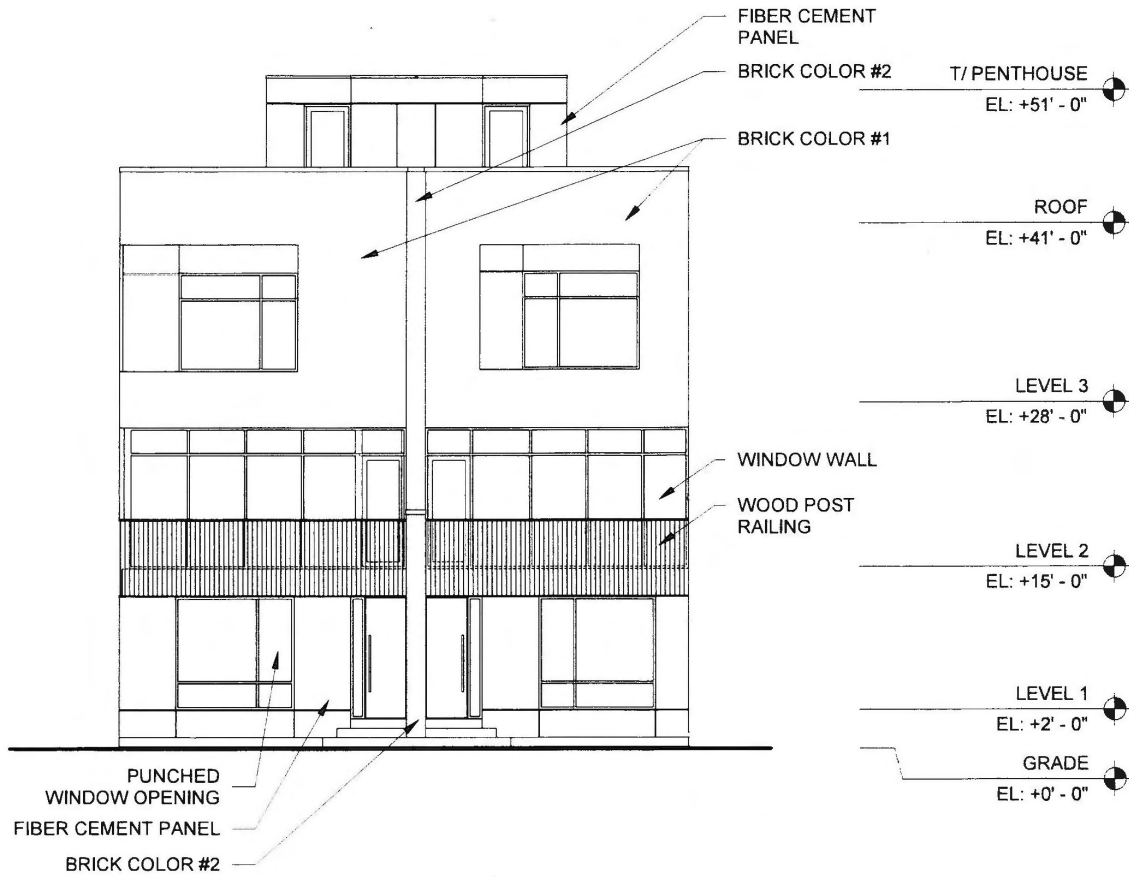 FIBER CEMENT
PANEL
BRICK COLOR #2
T/ PENTHOUSE
EL: +51' - 0"
BRICK COLOR #1
ROOF
EL: +41' - 0"
LEVEL 3
EL: +28' - 0"
WINDOW WALL
WOOD POST
RAILING
LEVEL 2
EL: +15' - 0"
LEVEL 1
EL: +2' - 0"
GRADE
EL: +0' - 0"
PUNCHED
WINDOW OPENING
FIBER CEMENT PANEL
BRICK COLOR #2